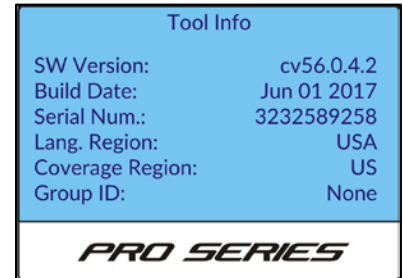 Tool Info
SW Version: cv56.0.4.2
Build Date: Jun 01 2017
Serial Num.: 3232589258
Lang. Region: USA
Coverage Region: US
Group ID: None
PRO SERIES